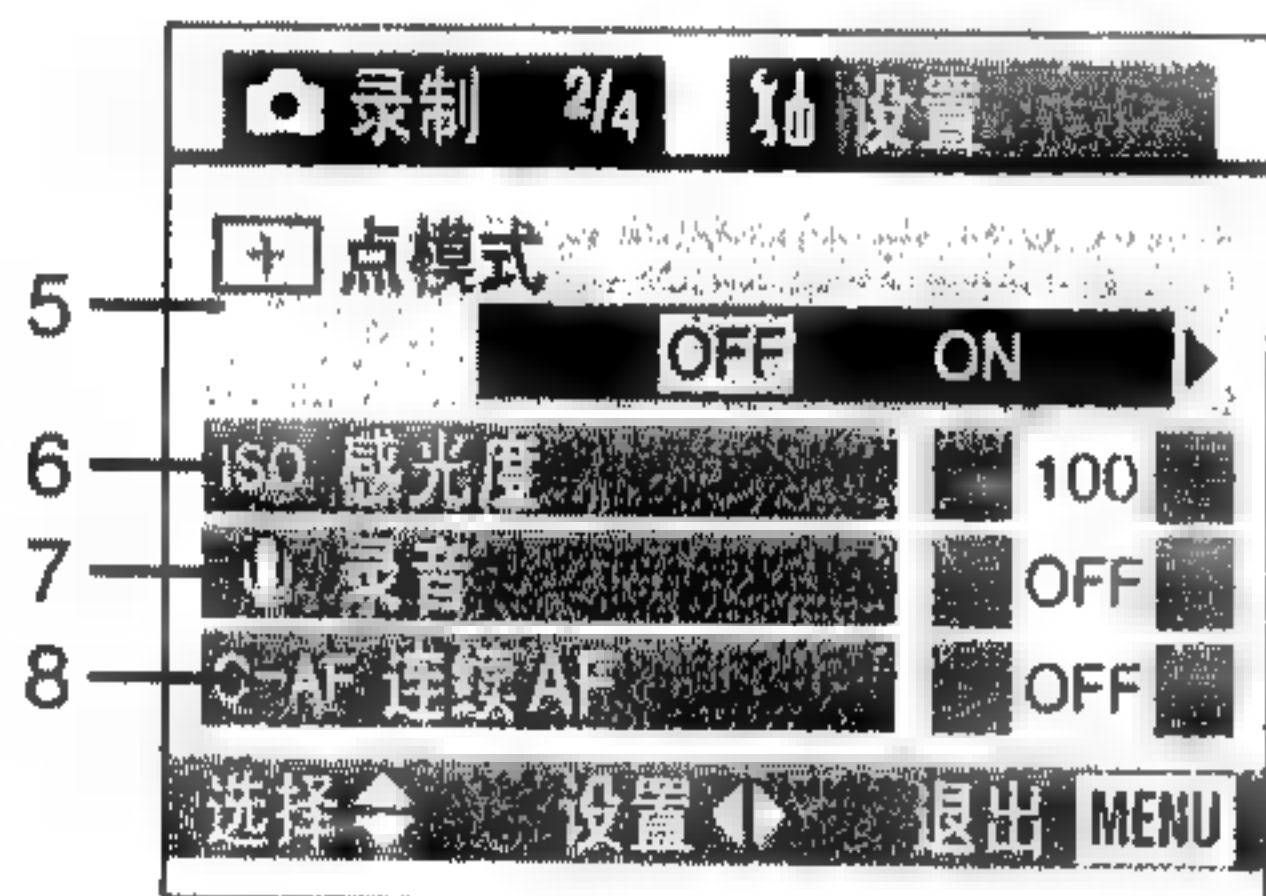 录制 2/4 设置
点模式
5
OFF ON
6 ISO 感光度 100
7 录音 OFF
8 C-AF 连续AF OFF
选择 设置 退出 MENU